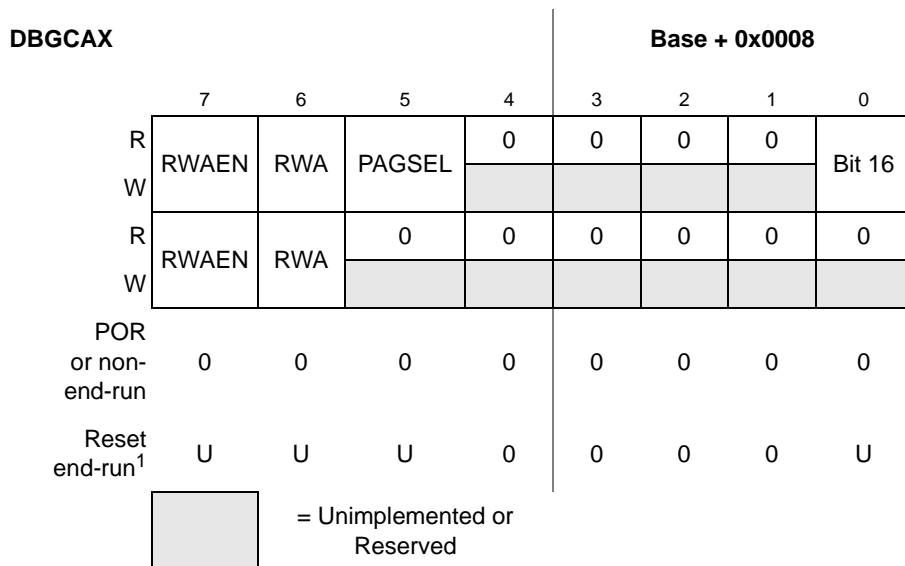 DBGCAX Base + 0x0008
7 6 5 4 3 2 1 0
R RWAEN RWA PAGSEL 0 0 0 0 Bit 16
W
R RWAEN RWA 0 0 0 0 0 0
W
POR
or non- 0 0 0 0 0 0 0 0
end-run
Reset
end-run1 U U U 0 0 0 0 U
= Unimplemented or
Reserved